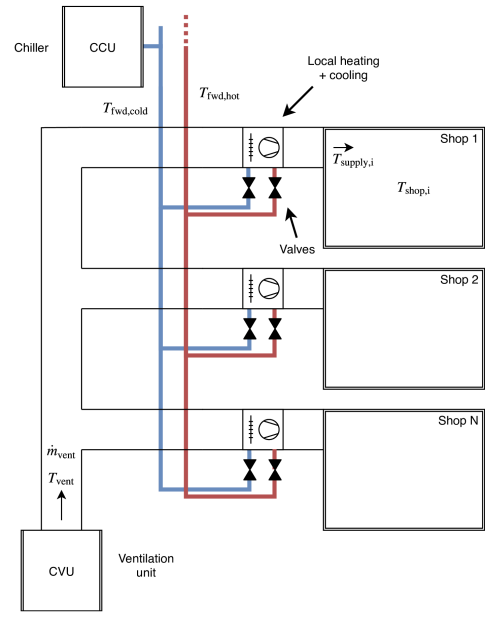 Chiller
CCU
Local heating
+ cooling
T_fwd,cold
T_fwd,hot
Shop 1
T_supply,i
T_shop,i
Valves
Shop 2
Shop N
ṁ_vent
T_vent
CVU
Ventilation
unit